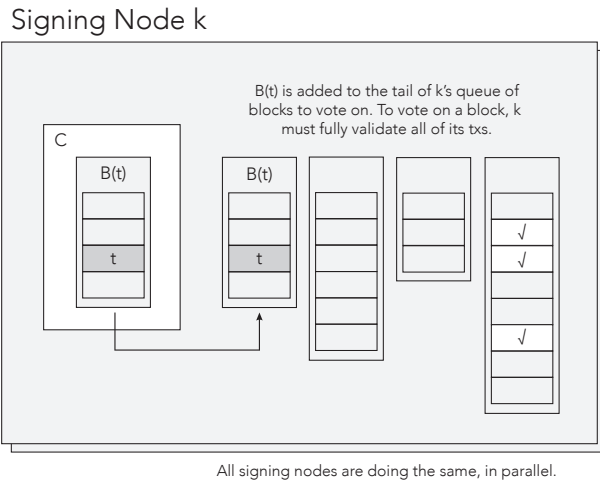 Signing Node k
B(t) is added to the tail of k's queue of
blocks to vote on. To vote on a block, k
must fully validate all of its txs.
C
B(t)
t
B(t)
t
√
√
√
All signing nodes are doing the same, in parallel.